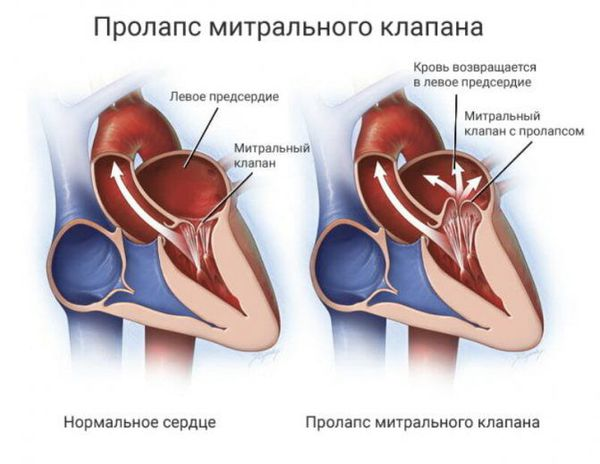 Пролапс митрального клапана
Левое предсердие
Митральный
клапан
Кровь возвращается
в левое предсердие
Митральный
клапан с пролапсом
Нормальное сердце
Пролапс митрального клапана